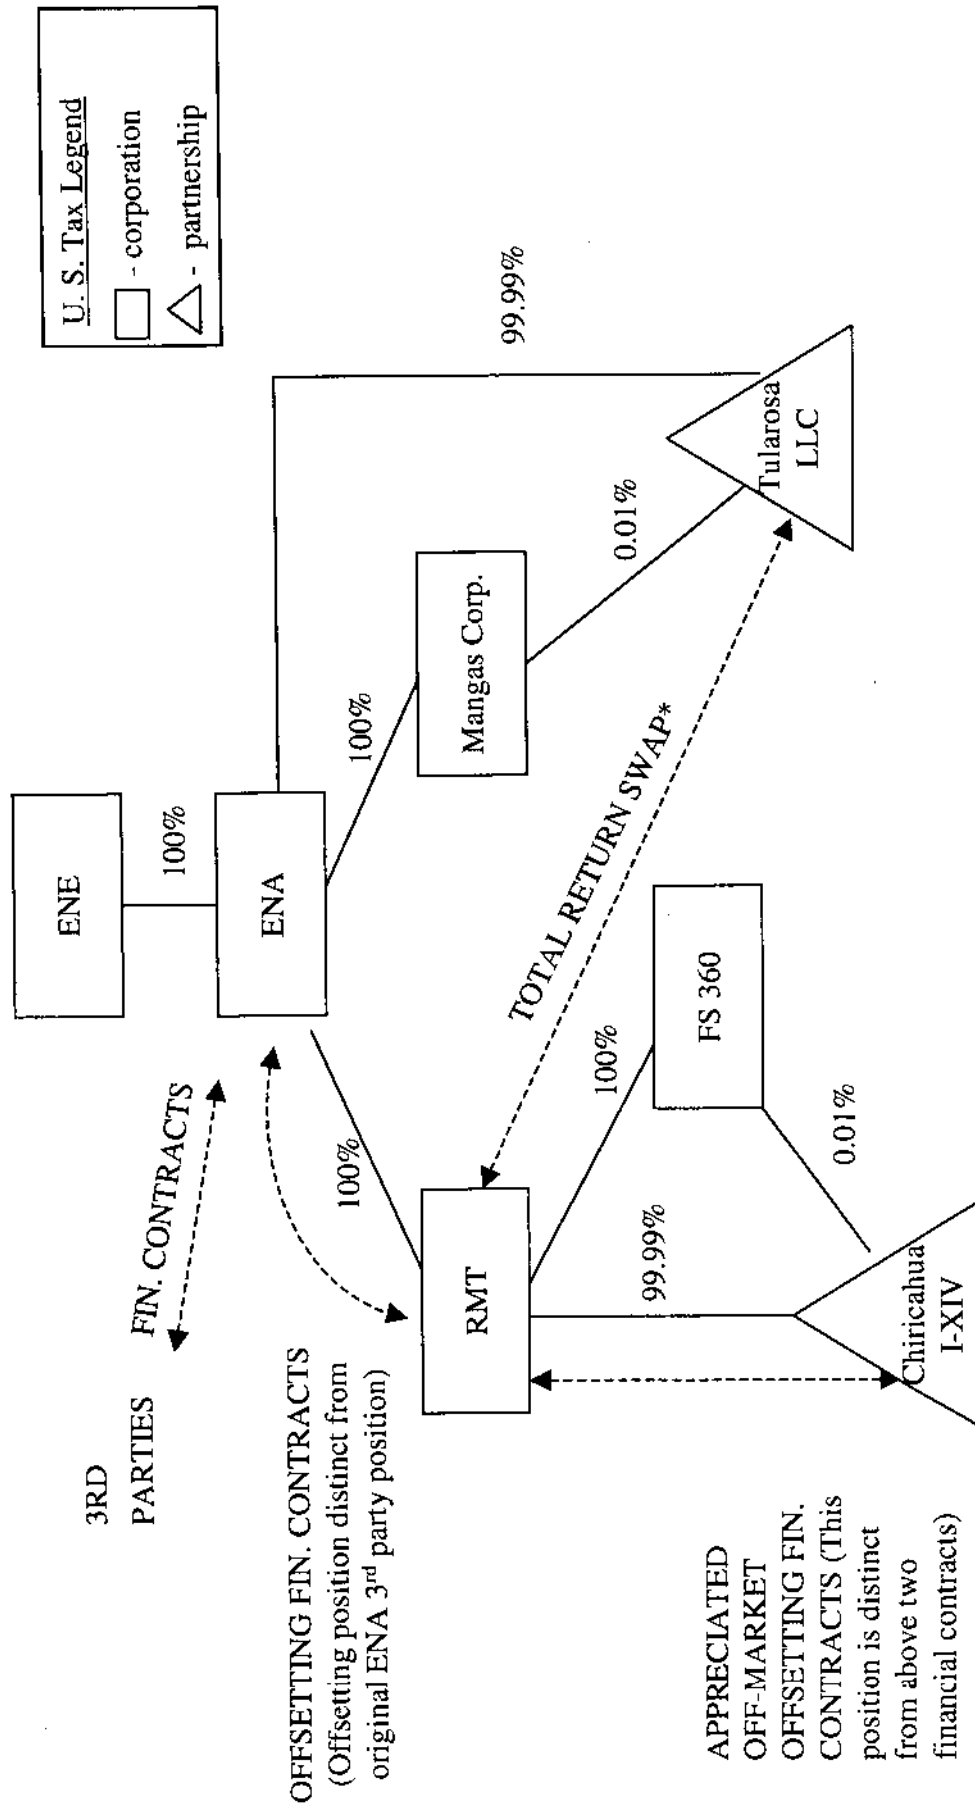 U. S. Tax Legend
- corporation
- partnership
ENE
100%
3RD
PARTIES
FIN. CONTRACTS
ENA
OFFSETTING FIN. CONTRACTS
(Offsetting position distinct from
original ENA 3rd party position)
100%
100%
99.99%
RMT
Mangas Corp.
TOTAL RETURN SWAP*
0.01%
99.99%
100%
FS 360
Tularosa
LLC
0.01%
APPRECIATED
OFF-MARKET
OFFSETTING FIN.
CONTRACTS (This
position is distinct
from above two
financial contracts)
Chiricahua
I-XIV